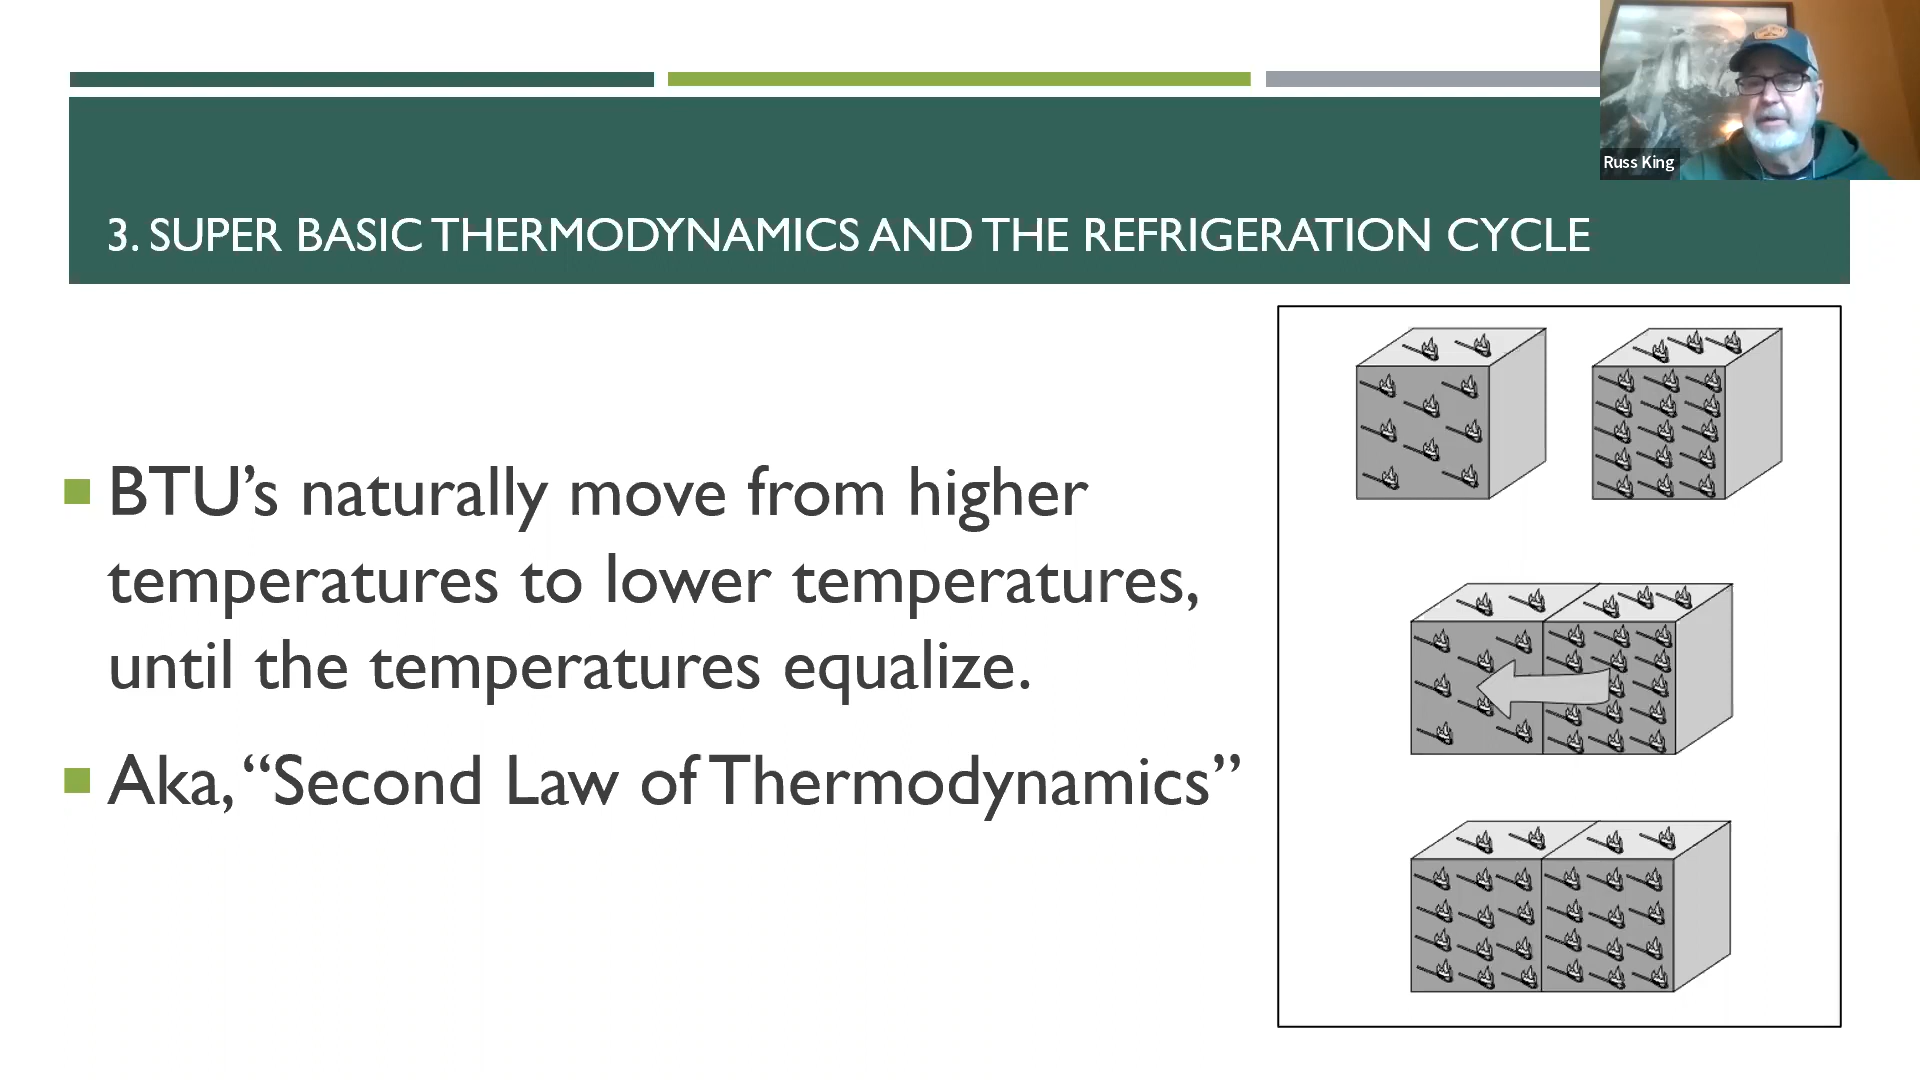 Russ King
3. SUPER BASIC THERMODYNAMICS AND THE REFRIGERATION CYCLE
BTU’s naturally move from higher
temperatures to lower temperatures,
until the temperatures equalize.
Aka, “Second Law of Thermodynamics”